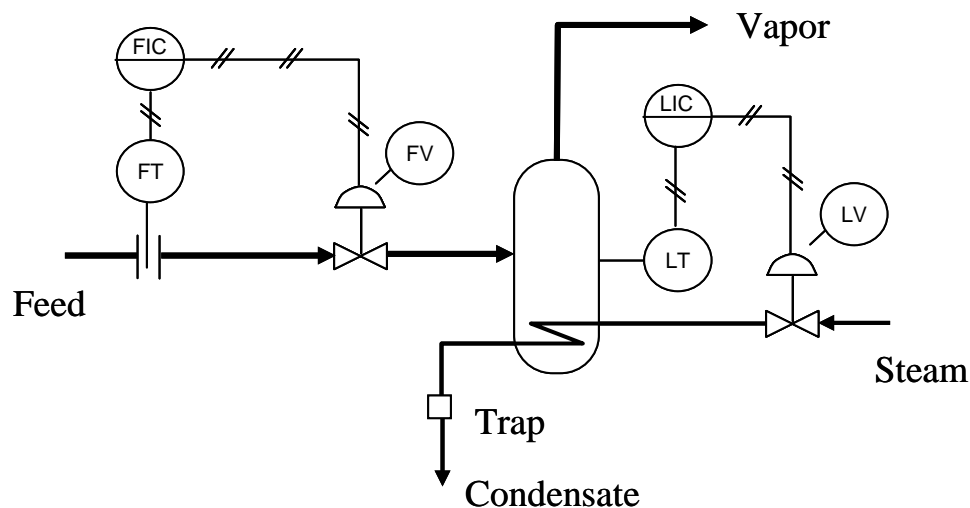 Vapor
FIC
LIC
FT
FV
LV
LT
Feed
Steam
Trap
Condensate